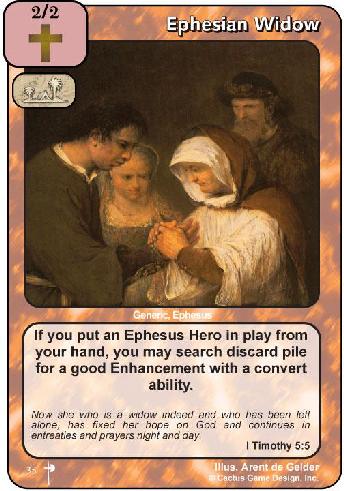 2/2
Ephesian Widow
Generic, Ephesus
If you put an Ephesus Hero in play from
your hand, you may search discard pile
for a good Enhancement with a convert
ability.
Now she who is a widow indeed and who has been left
alone, has fixed her hope on God and continues in
entreaties and prayers night and day.
I Timothy 5:5
Illus. Arent de Gelder
© Cactus Game Design, Inc.